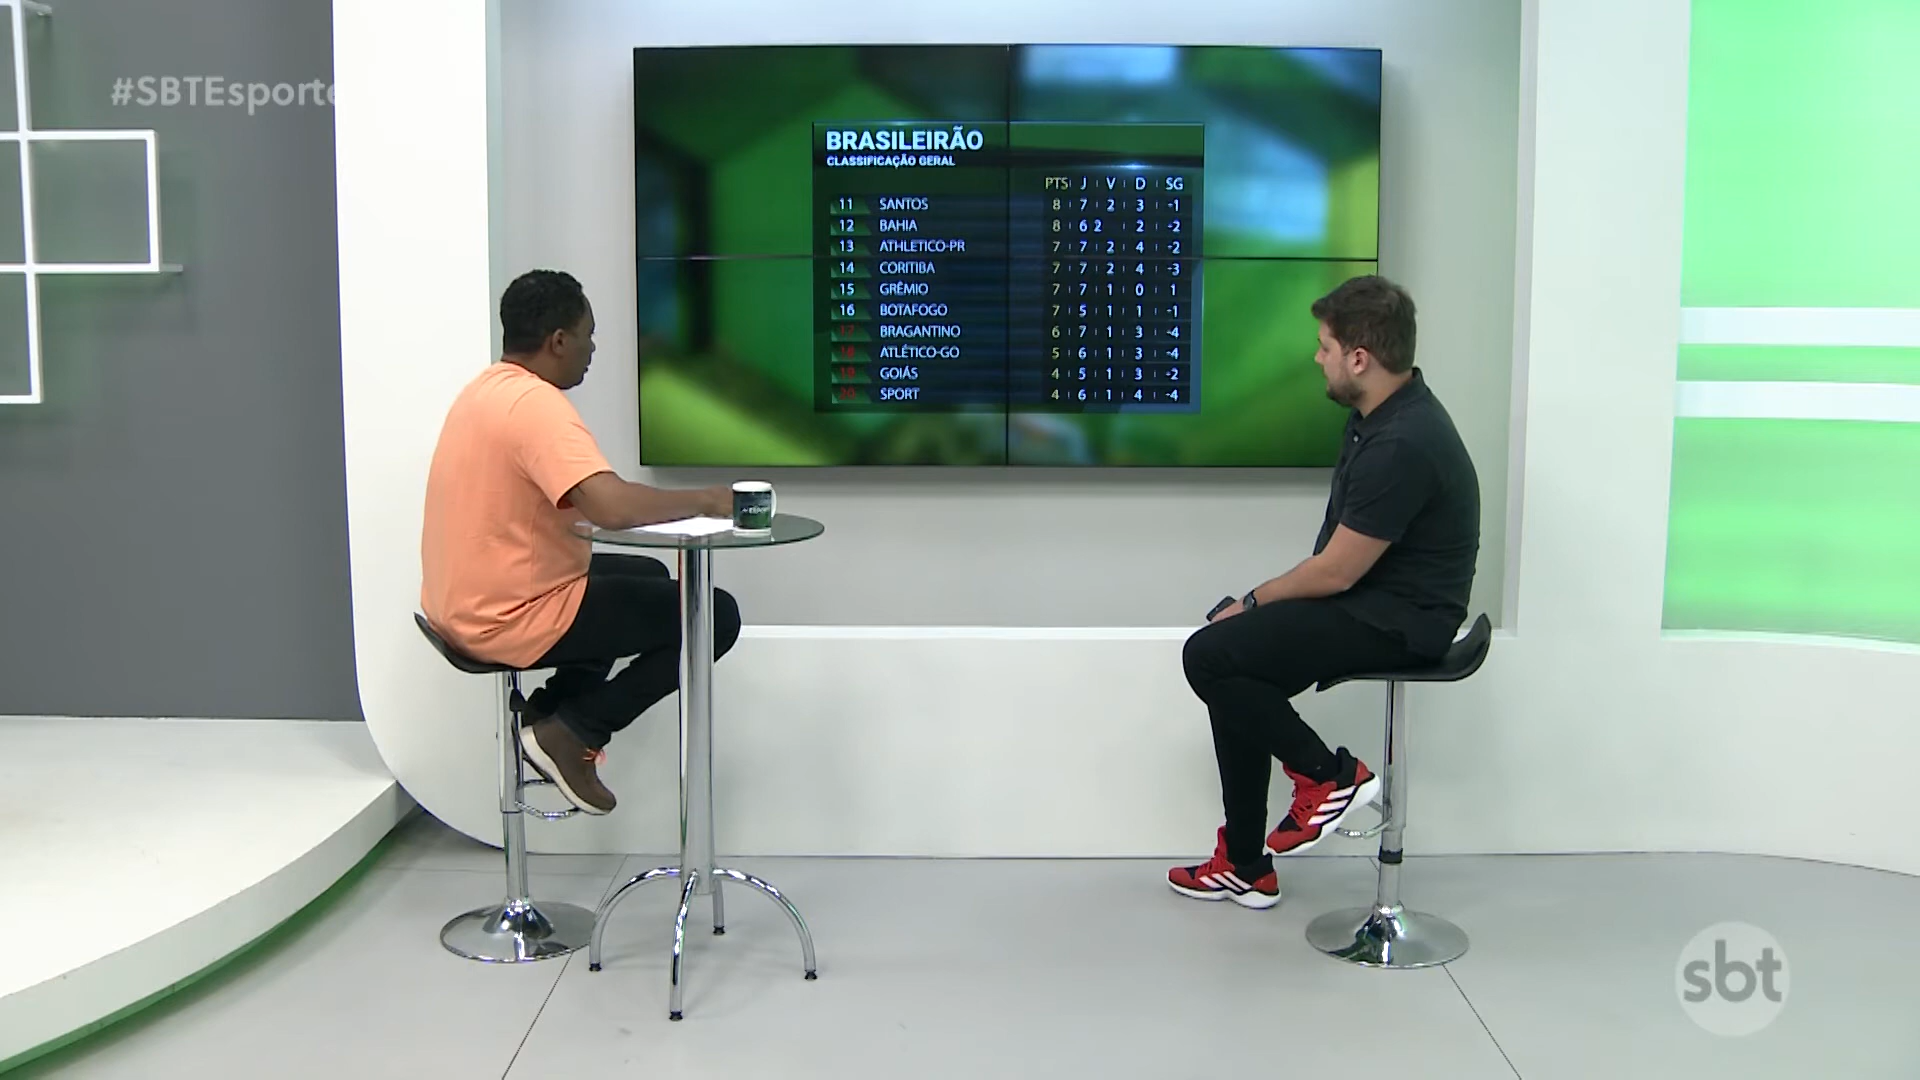 #SBTEsporte
BRASILEIRÃO
CLASSIFICAÇÃO GERAL
PTS J V D SG
11 SANTOS 8 7 2 3 -1
12 BAHIA 8 6 2 2 -2
13 ATHLETICO-PR 7 7 2 4 -2
14 CORITIBA 7 7 2 4 -3
15 GRÊMIO 7 7 1 0 1
16 BOTAFOGO 7 5 1 1 -1
17 BRAGANTINO 6 7 1 3 -4
18 ATLÉTICO-GO 5 6 1 3 -4
19 GOIÁS 4 5 1 3 -2
20 SPORT 4 6 1 4 -4
sbt